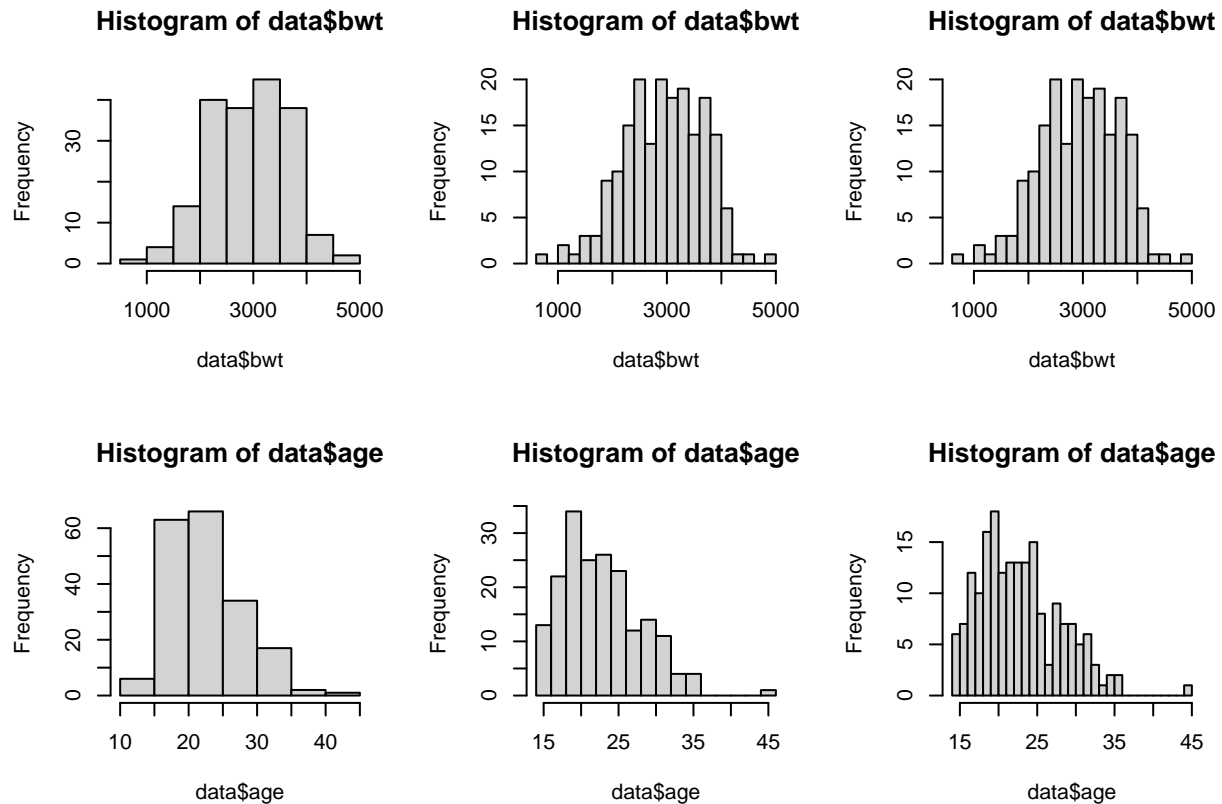 Histogram of data$bwt
Frequency
0 10 30
1000 3000 5000
data$bwt
Histogram of data$bwt
Frequency
0 5 10 15 20
1000 3000 5000
data$bwt
Histogram of data$bwt
Frequency
0 5 10 15 20
1000 3000 5000
data$bwt
Histogram of data$age
Frequency
0 20 40 60
10 20 30 40
data$age
Histogram of data$age
Frequency
0 10 20 30
15 25 35 45
data$age
Histogram of data$age
Frequency
0 5 10 15
15 25 35 45
data$age